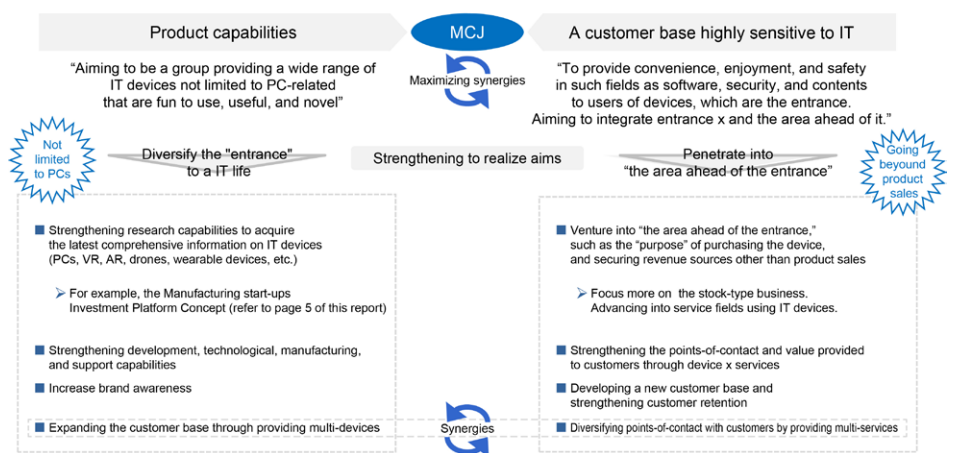 Product capabilities
MCJ
A customer base highly sensitive to IT
“Aiming to be a group providing a wide range of
IT devices not limited to PC-related
that are fun to use, useful, and novel”
Maximizing synergies
“To provide convenience, enjoyment, and safety
in such fields as software, security, and contents
to users of devices, which are the entrance.
Aiming to integrate entrance x and the area ahead of it.”
Not
limited
to PCs
Diversify the "entrance"
to a IT life
Strengthening to realize aims
Penetrate into
“the area ahead of the entrance”
Going
beyound
product
sales
■ Strengthening research capabilities to acquire
the latest comprehensive information on IT devices
(PCs, VR, AR, drones, wearable devices, etc.)
➢ For example, the Manufacturing start-ups
Investment Platform Concept (refer to page 5 of this report)
■ Strengthening development, technological, manufacturing,
and support capabilities
■ Increase brand awareness
■ Expanding the customer base through providing multi-devices
Synergies
■ Venture into “the area ahead of the entrance,”
such as the “purpose” of purchasing the device,
and securing revenue sources other than product sales
➢ Focus more on the stock-type business.
Advancing into service fields using IT devices.
■ Strengthening the points-of-contact and value provided
to customers through device x services
■ Developing a new customer base and
strengthening customer retention
■ Diversifying points-of-contact with customers by providing multi-services